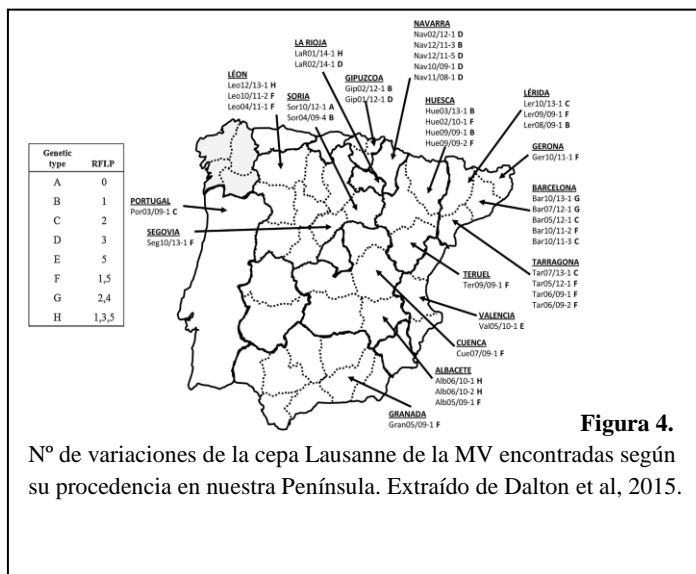 LA RIOJA
LaR01/14-1 H
LaR02/14-1 D
NAVARRA
Nav02/12-1 D
Nav12/11-3 B
Nav12/11-5 D
Nav10/09-1 D
Nav11/08-1 D
LÉON
Leo12/13-1 H
Leo10/11-2 F
Leo04/11-1 F
SORIA
Sor10/12-1 A
Sor04/09-4 B
GIPUZCOA
Gip02/12-1 B
Gip01/12-1 D
HUESCA
Hue03/13-1 B
Hue02/10-1 F
Hue09/09-1 B
Hue09/09-2 F
LÉRIDA
Ler10/13-1 C
Ler09/09-1 F
Ler08/09-1 B
GERONA
Ger10/11-1 F
BARCELONA
Bar10/13-1 G
Bar07/12-1 G
Bar05/12-1 C
Bar10/11-2 F
Bar10/11-3 C
TARRAGONA
Tar07/13-1 C
Tar05/12-1 F
Tar06/09-1 F
Tar06/09-2 F
Genetic type RFLP
A 0
B 1
C 2
D 3
E 5
F 1,5
G 2,4
H 1,3,5
PORTUGAL
Por03/09-1 C
SEGOVIA
Seg10/13-1 F
TERUEL
Ter09/09-1 F
VALENCIA
Val05/10-1 E
CUENCA
Cue07/09-1 F
ALBACETE
Alb06/10-1 H
Alb06/10-2 H
Alb05/09-1 F
GRANADA
Gran05/09-1 F
Figura 4.
Nº de variaciones de la cepa Lausanne de la MV encontradas según
su procedencia en nuestra Península. Extraído de Dalton et al, 2015.